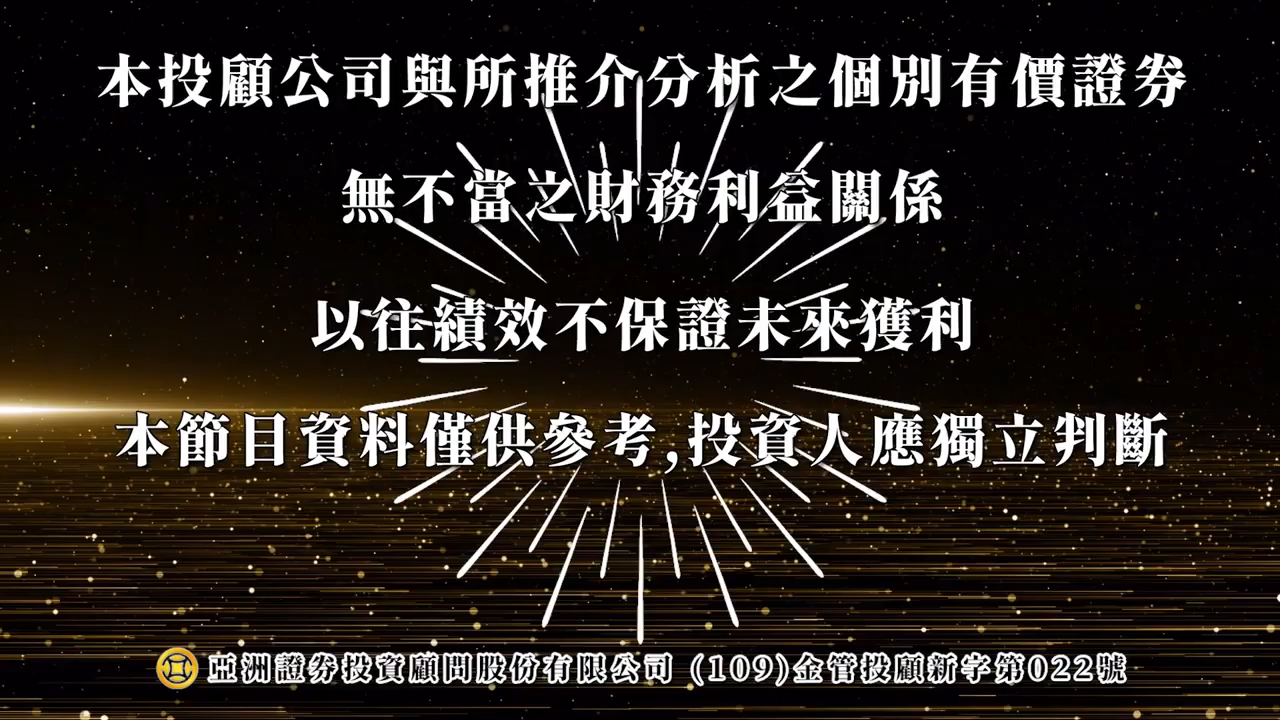 本投顧公司與所推介分析之個別有價證券
無不當之財務利益關係
以往績效不保證未來獲利
本節目資料僅供參考,投資人應獨立判斷
亞洲證券投資顧問股份有限公司 (109)金管投顧新字第022號